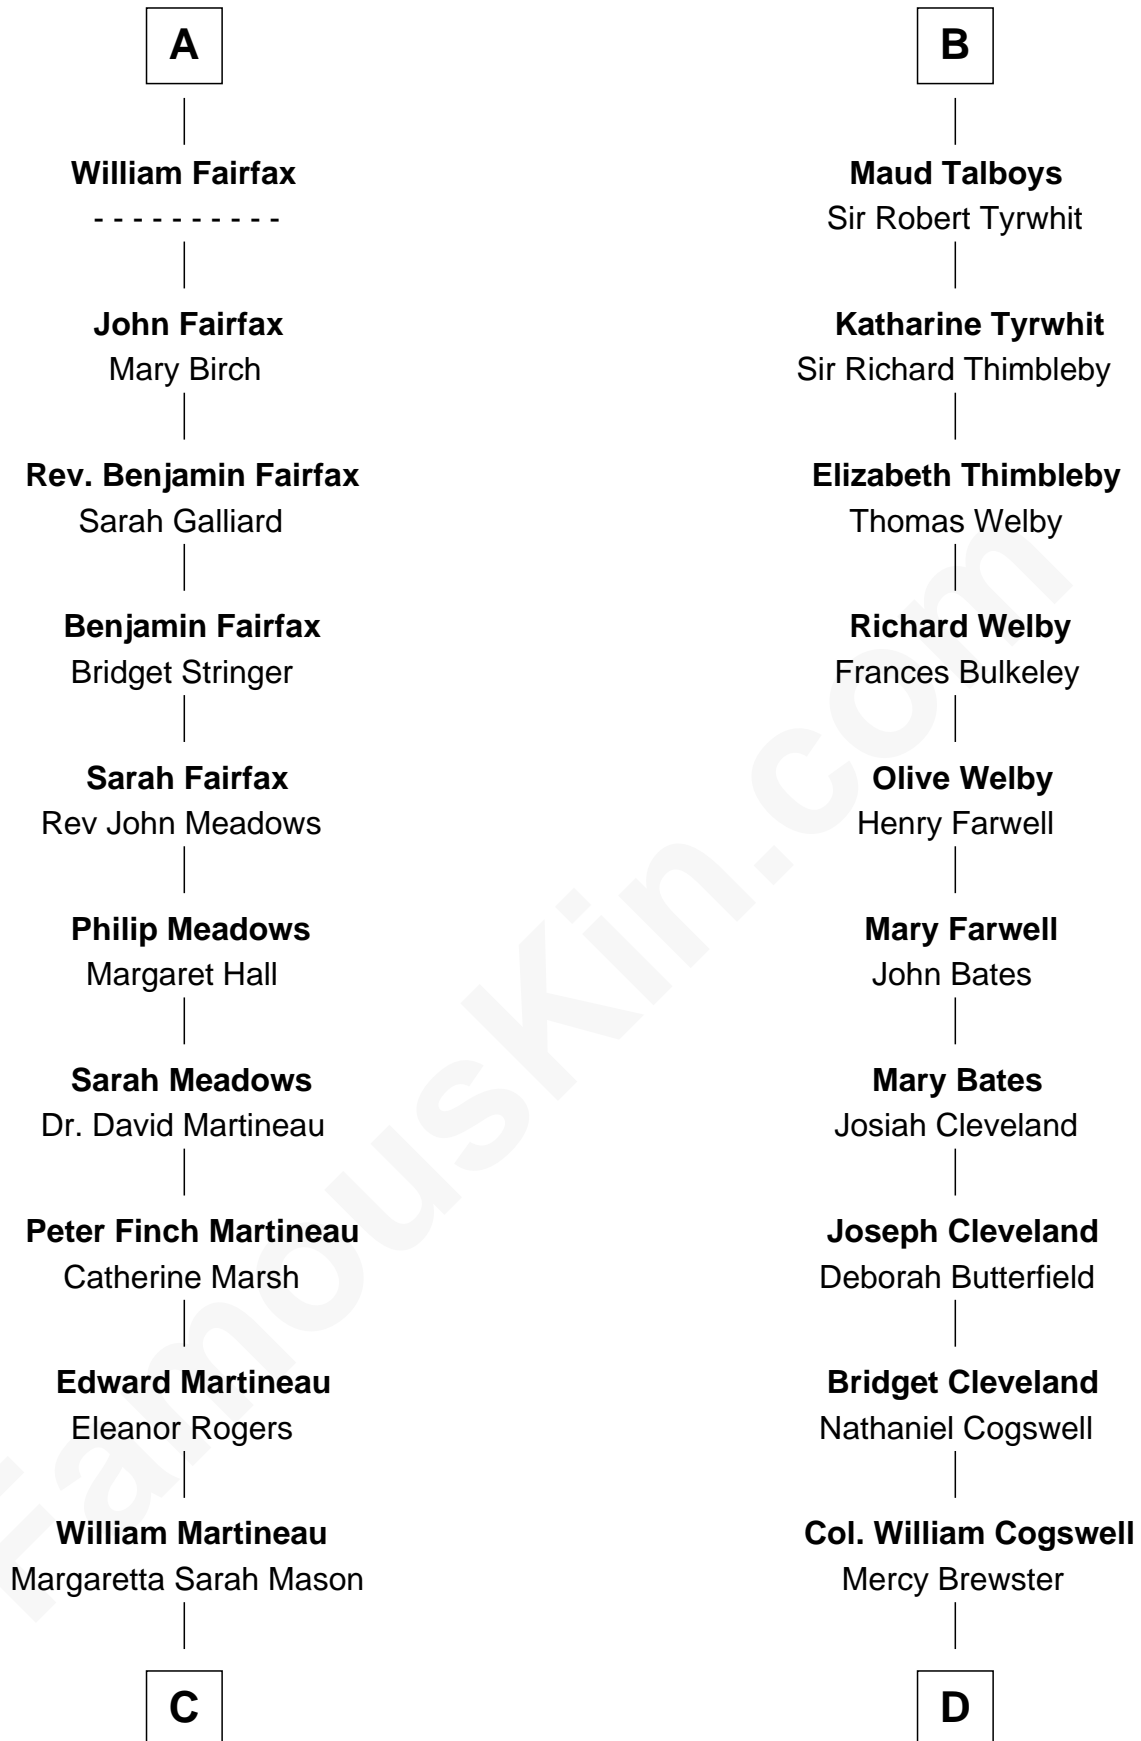 A
William Fairfax
- - - - - - - - - -
John Fairfax
Mary Birch
Rev. Benjamin Fairfax
Sarah Galliard
Benjamin Fairfax
Bridget Stringer
Sarah Fairfax
Rev John Meadows
Philip Meadows
Margaret Hall
Sarah Meadows
Dr. David Martineau
Peter Finch Martineau
Catherine Marsh
Edward Martineau
Eleanor Rogers
William Martineau
Margaretta Sarah Mason
C
B
Maud Talboys
Sir Robert Tyrwhit
Katharine Tyrwhit
Sir Richard Thimbleby
Elizabeth Thimbleby
Thomas Welby
Richard Welby
Frances Bulkeley
Olive Welby
Henry Farwell
Mary Farwell
John Bates
Mary Bates
Josiah Cleveland
Joseph Cleveland
Deborah Butterfield
Bridget Cleveland
Nathaniel Cogswell
Col. William Cogswell
Mercy Brewster
D
FamousKin.com